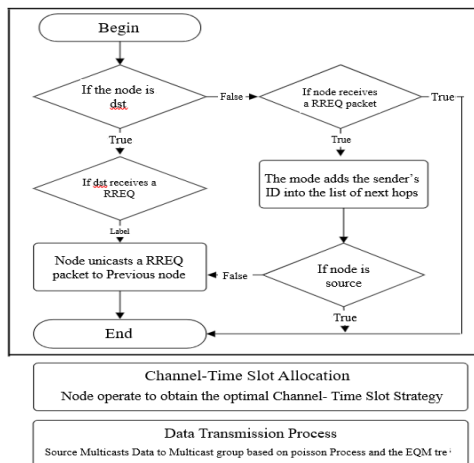 Begin
If the node is
dst
False
If node receives
a RREQ packet
True
True
True
If dst receives a
RREQ
The mode adds the sender's
ID into the list of next hops
Label
Node unicasts a RREQ
packet to Previous node
False
If node is
source
True
End
Channel-Time Slot Allocation
Node operate to obtain the optimal Channel- Time Slot Strategy
Data Transmission Process
Source Multicasts Data to Multicast group based on poisson Process and the EQM